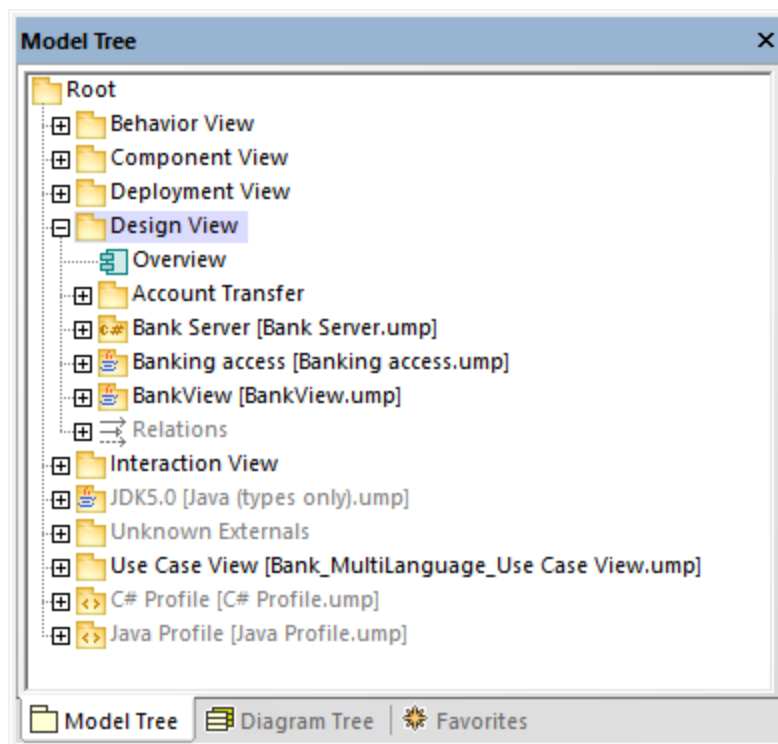 Model Tree
Root
Behavior View
Component View
Deployment View
Design View
Overview
Account Transfer
C# Bank Server [Bank Server.ump]
Banking access [Banking access.ump]
BankView [BankView.ump]
Relations
Interaction View
JDK5.0 [Java (types only).ump]
Unknown Externals
Use Case View [Bank_MultiLanguage_Use Case View.ump]
C# Profile [C# Profile.ump]
Java Profile [Java Profile.ump]
Model Tree Diagram Tree Favorites